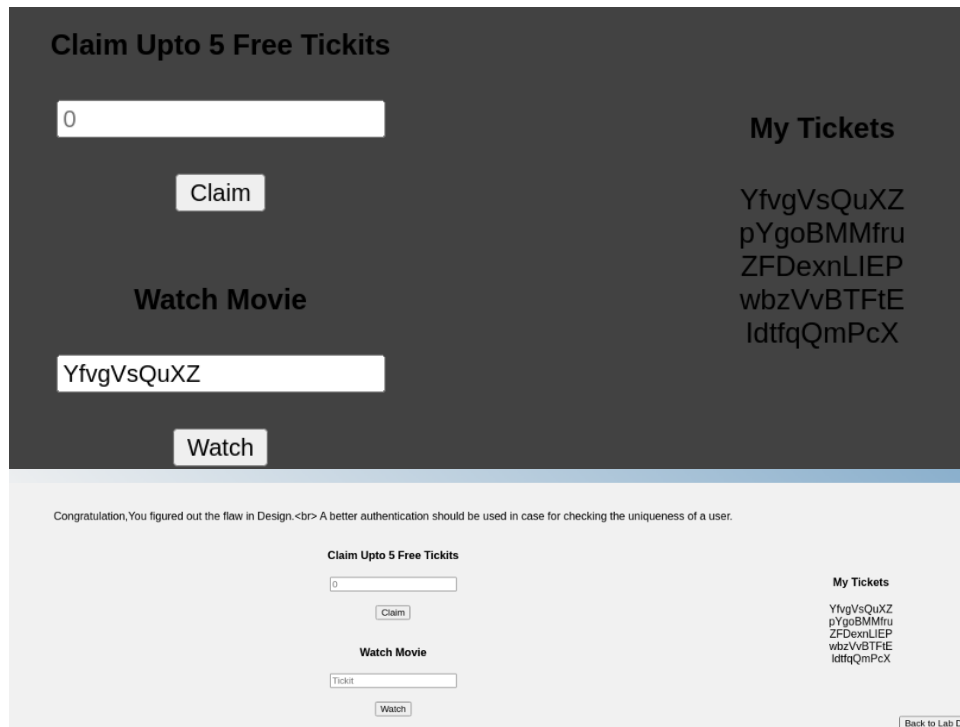 Claim Upto 5 Free Tickits
0
Claim
Watch Movie
YfvgVsQuXZ
Watch
My Tickets
YfvgVsQuXZ
pYgoBMMfru
ZFDexnLIEP
wbzVvBTFtE
IdtfqQmPcX
Congratulation,You figured out the flaw in Design.<br> A better authentication should be used in case for checking the uniqueness of a user.
Claim Upto 5 Free Tickits
0
Claim
Watch Movie
Tickit
Watch
My Tickets
YfvgVsQuXZ
pYgoBMMfru
ZFDexnLIEP
wbzVvBTFtE
IdtfqQmPcX
Back to Lab D